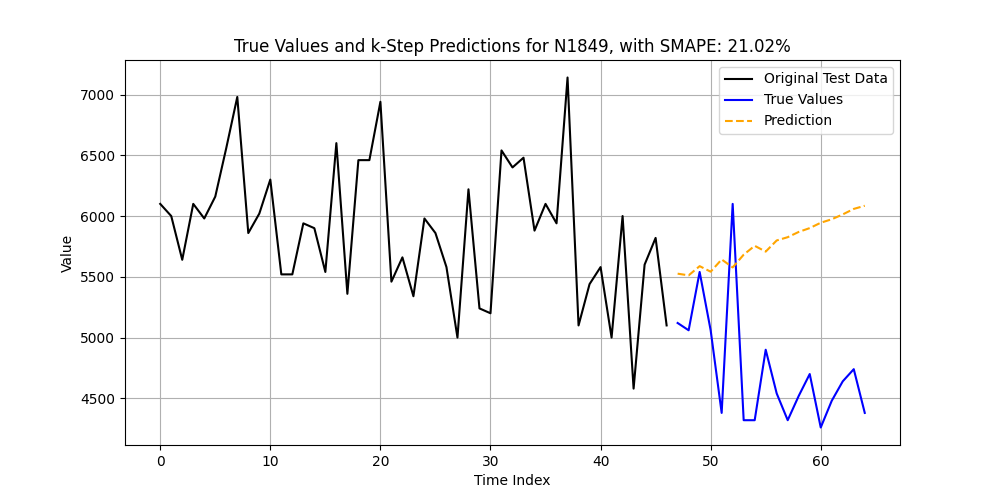 True Values and k-Step Predictions for N1849, with SMAPE: 21.02%
Original Test Data
True Values
Prediction
Value
7000
6500
6000
5500
5000
4500
0
10
20
30
40
50
60
Time Index